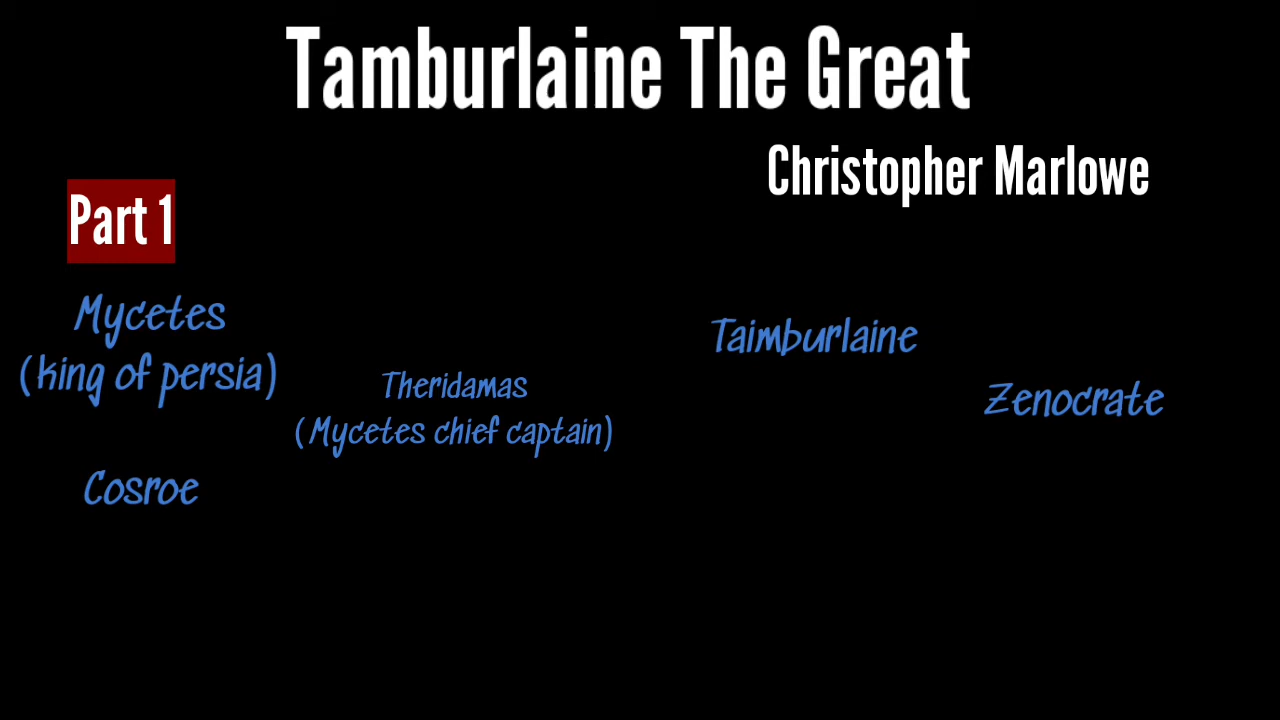 Tamburlaine The Great
Christopher Marlowe
Part 1
Mycetes
(king of persia)
Theridamas
(Mycetes chief captain)
Cosroe
Taimburlaine
Zenocrate